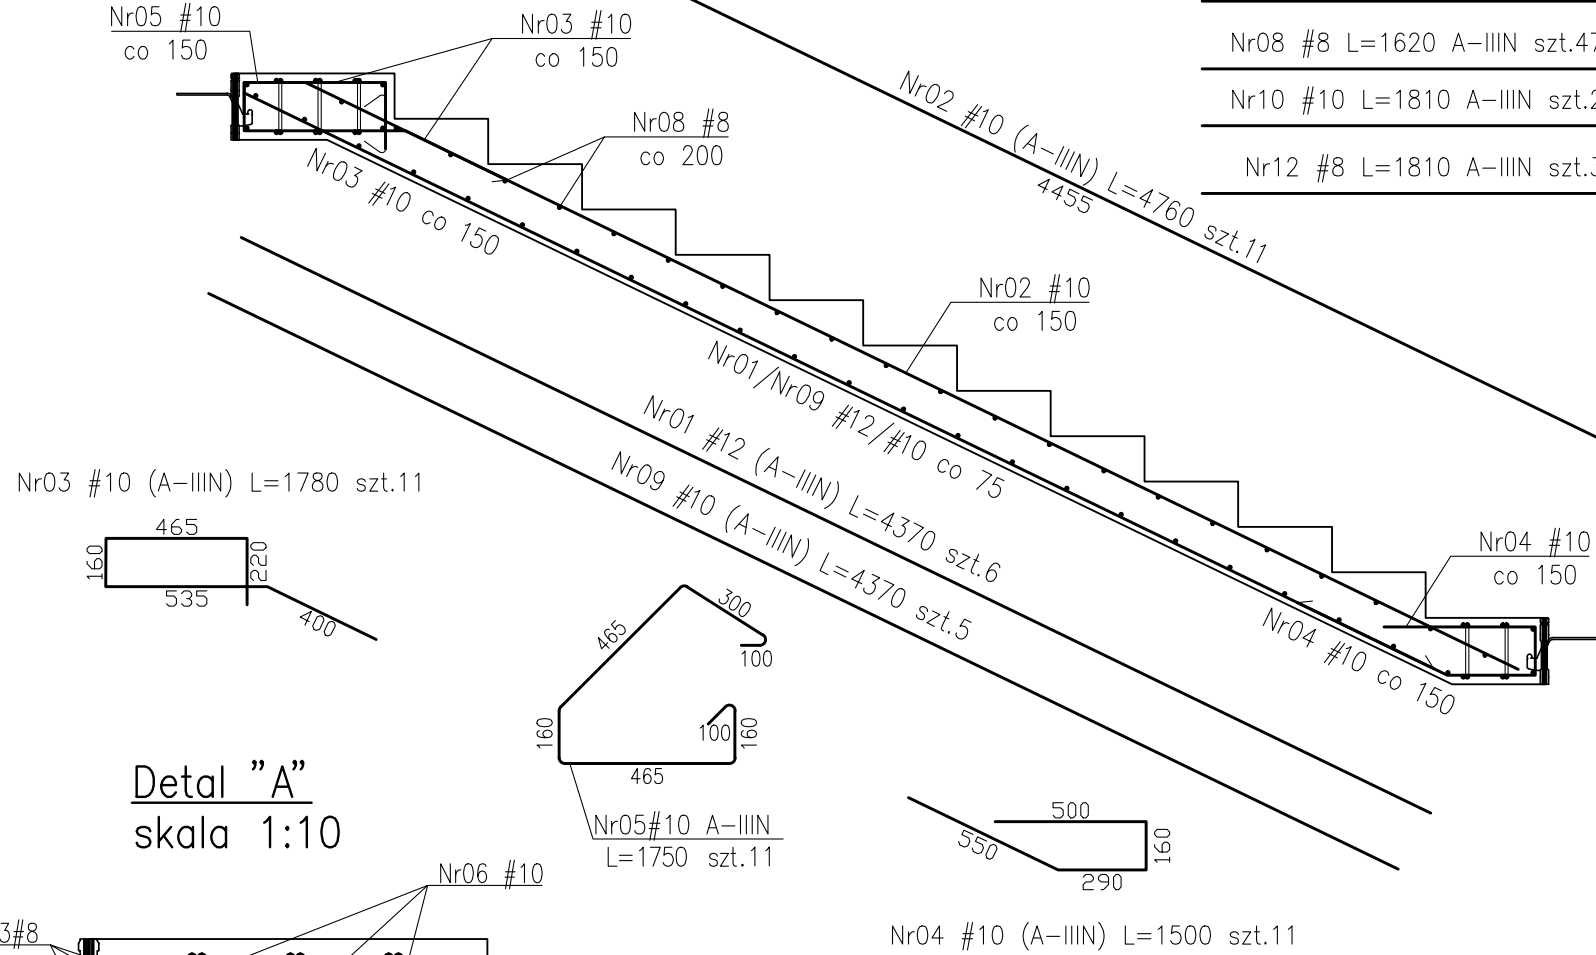 Nr05 #10
co 150
Nr03 #10
co 150
Nr08 #8
co 200
Nr03 #10 co 150
Nr02 #10 (A-IIIN) L=4760 szt.11
4455
Nr08 #8 L=1620 A-IIIN szt.47
Nr10 #10 L=1810 A-IIIN szt.2
Nr12 #8 L=1810 A-IIIN szt.3
Nr02 #10
co 150
Nr01/Nr09 #12/#10 co 75
Nr01 #12 (A-IIIN) L=4370 szt.6
Nr09 #10 (A-IIIN) L=4370 szt.5
Nr03 #10 (A-IIIN) L=1780 szt.11
465
160
220
535
400
Nr04 #10
co 150
Nr04 #10 co 150
465
300
100
160
100
160
465
Nr05#10 A-IIIN
L=1750 szt.11
Detal "A"
skala 1:10
Nr06 #10
3#8
500
550
160
290
Nr04 #10 (A-IIIN) L=1500 szt.11